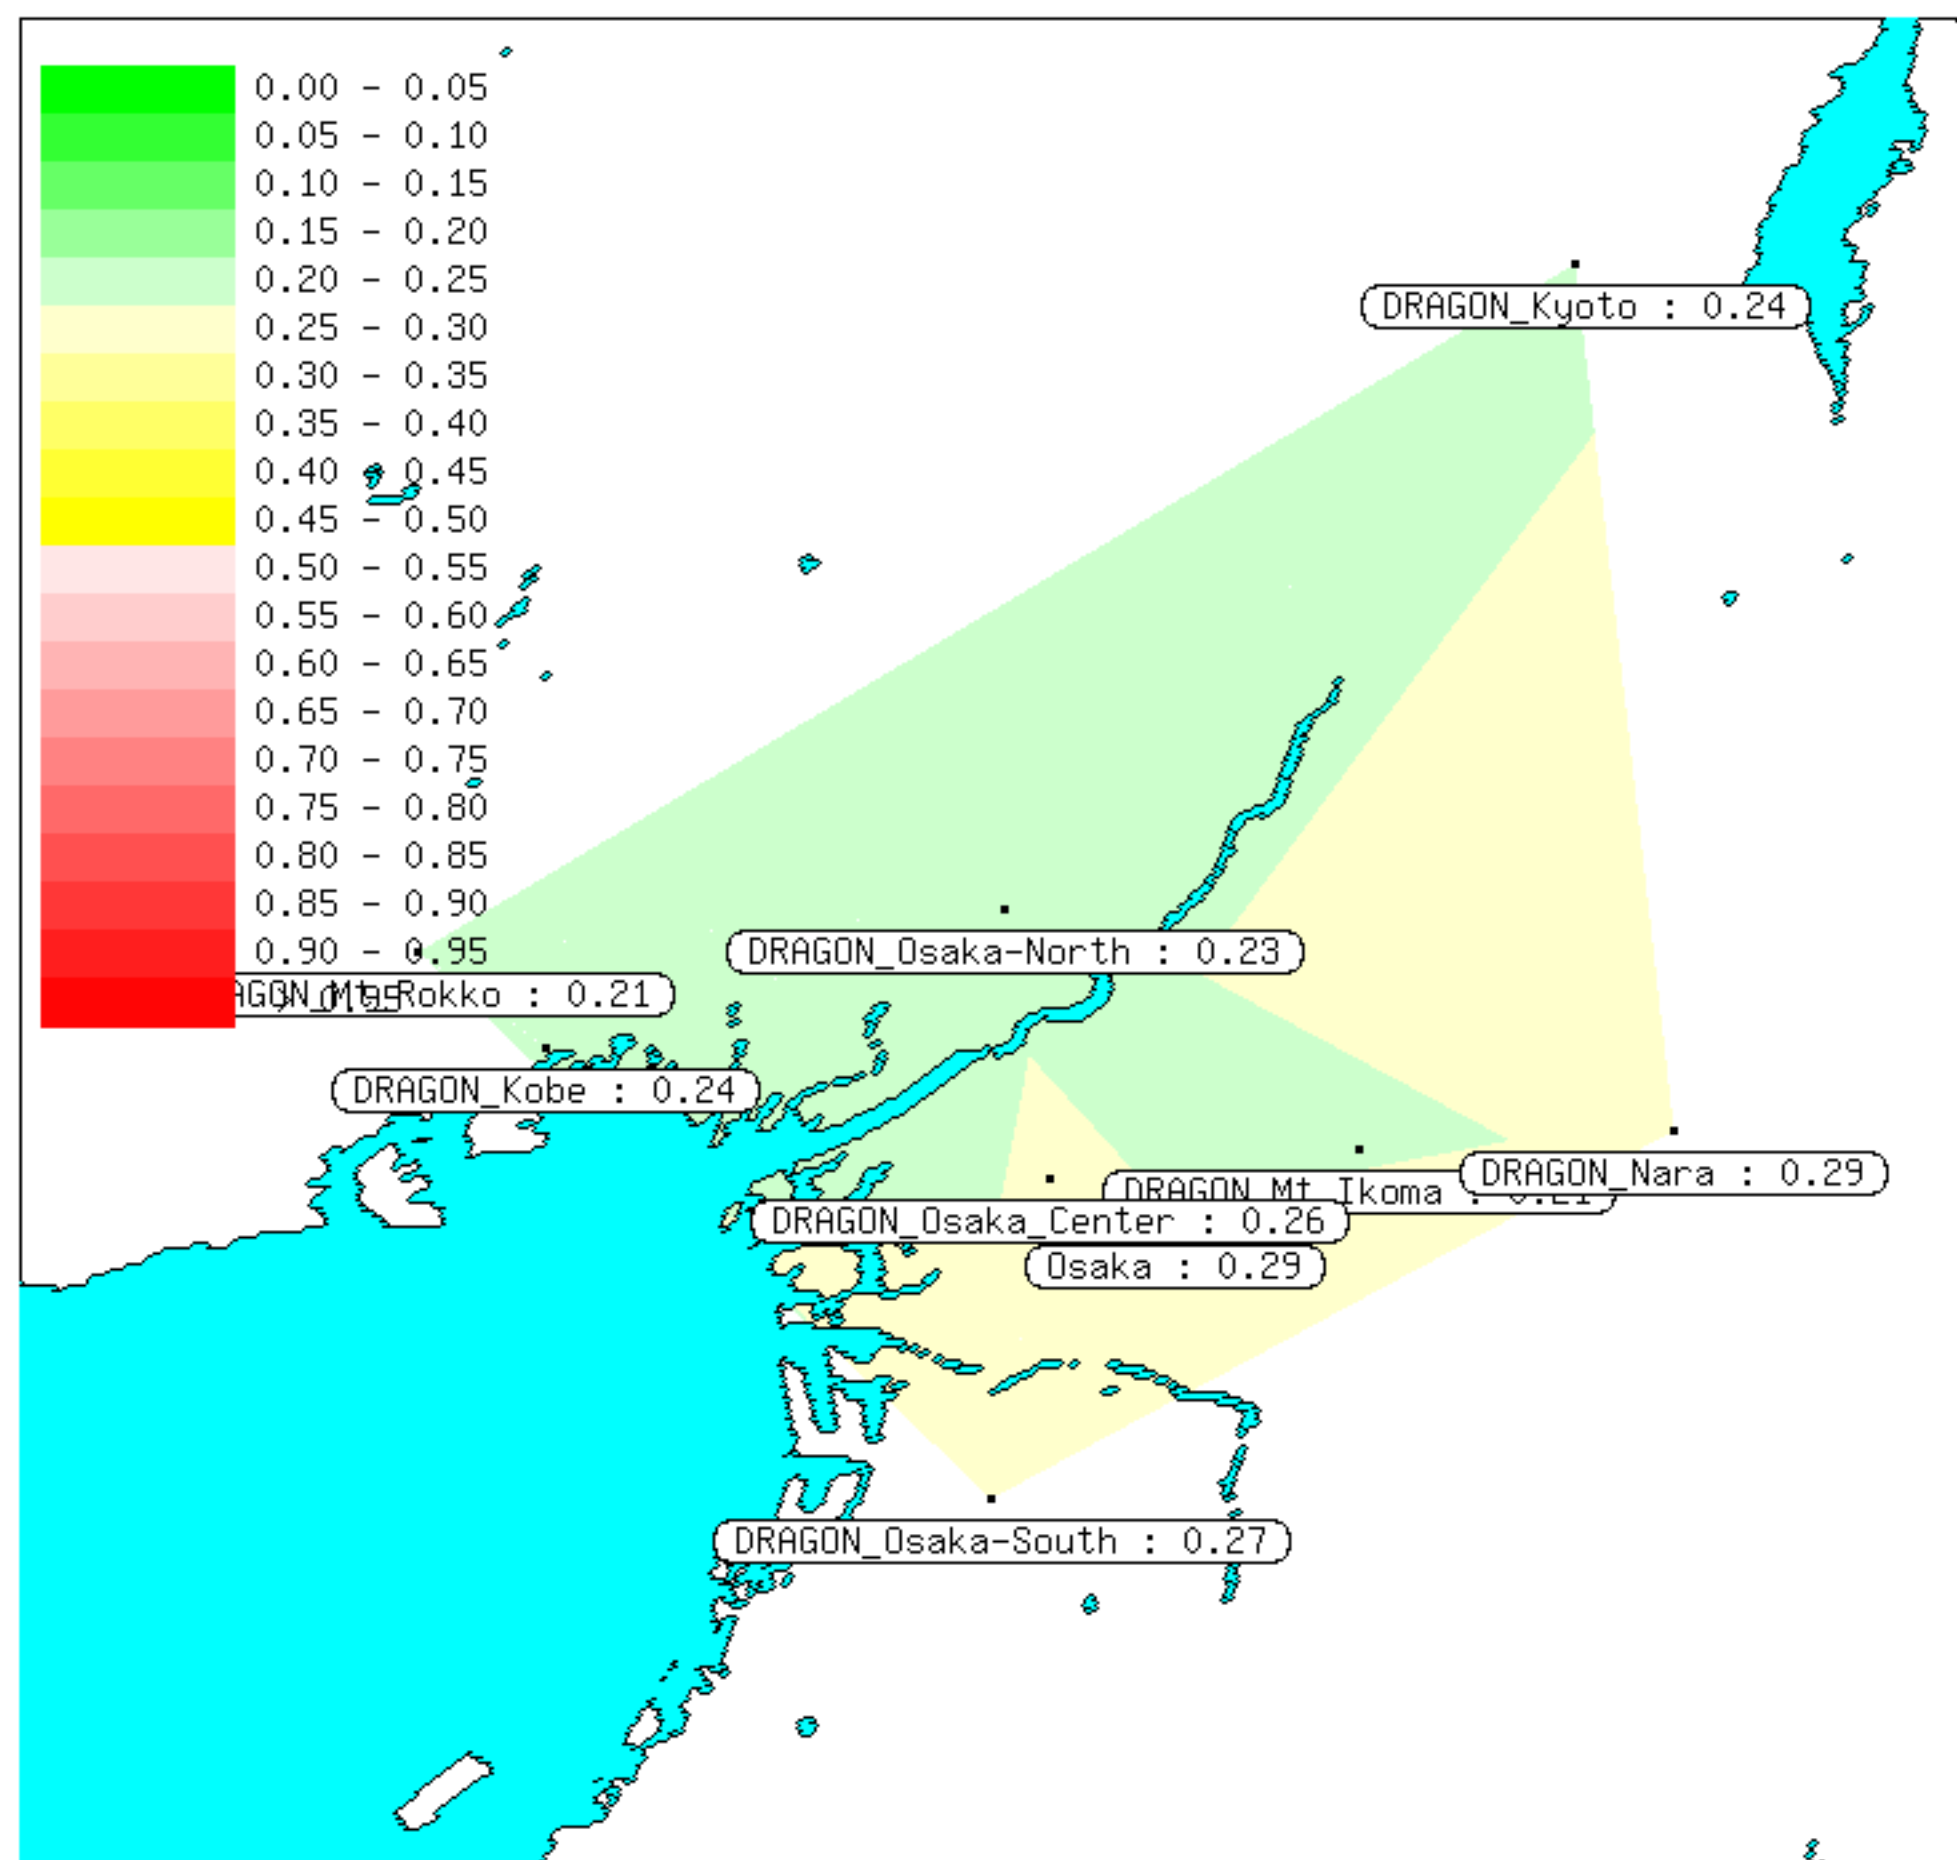 0.00 - 0.05
0.05 - 0.10
0.10 - 0.15
0.15 - 0.20
0.20 - 0.25
0.25 - 0.30
0.30 - 0.35
0.35 - 0.40
0.40 - 0.45
0.45 - 0.50
0.50 - 0.55
0.55 - 0.60
0.60 - 0.65
0.65 - 0.70
0.70 - 0.75
0.75 - 0.80
0.80 - 0.85
0.85 - 0.90
0.90 - 0.95
> 0.95
DRAGON_Kyoto : 0.24
DRAGON_Osaka-North : 0.23
AGON_Mt_Rokko : 0.21
DRAGON_Kobe : 0.24
DRAGON_Nara : 0.29
DRAGON_Mt_Ikoma : 0.21
DRAGON_Osaka_Center : 0.26
Osaka : 0.29
DRAGON_Osaka-South : 0.27